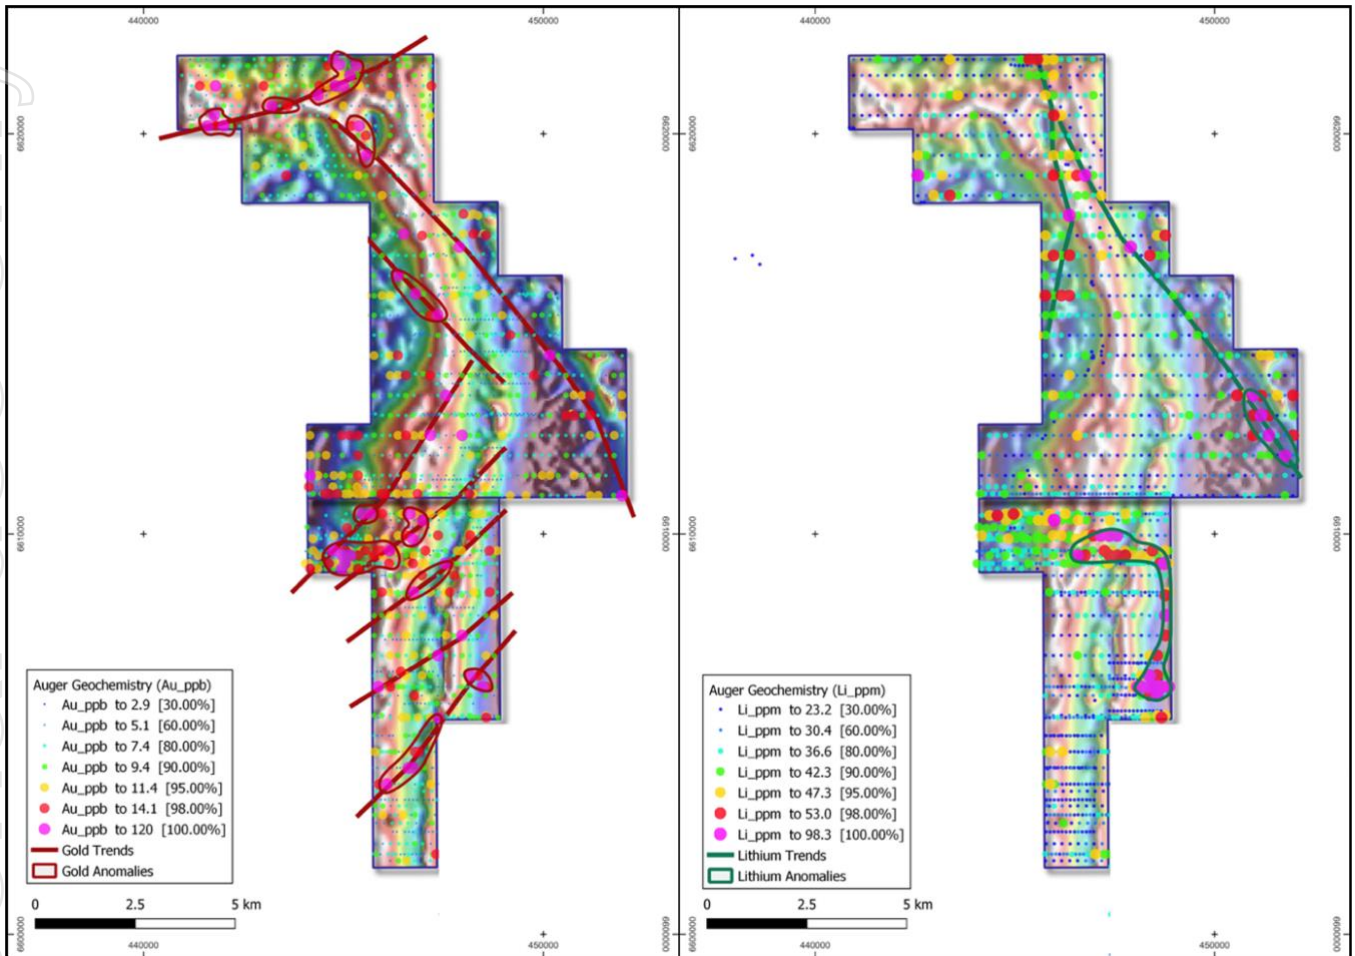 440000
450000
440000
450000
6620000
6620000
6620000
6610000
6610000
6610000
Auger Geochemistry (Au_ppb)
Au_ppb to 2.9 [30.00%]
Au_ppb to 5.1 [60.00%]
Au_ppb to 7.4 [80.00%]
Au_ppb to 9.4 [90.00%]
Au_ppb to 11.4 [95.00%]
Au_ppb to 14.1 [98.00%]
Au_ppb to 120 [100.00%]
Gold Trends
Gold Anomalies
0 2.5 5 km
Auger Geochemistry (Li_ppm)
Li_ppm to 23.2 [30.00%]
Li_ppm to 30.4 [60.00%]
Li_ppm to 36.6 [80.00%]
Li_ppm to 42.3 [90.00%]
Li_ppm to 47.3 [95.00%]
Li_ppm to 53.0 [98.00%]
Li_ppm to 98.3 [100.00%]
Lithium Trends
Lithium Anomalies
0 2.5 5 km
6600000
6600000
6600000
440000
450000
440000
450000